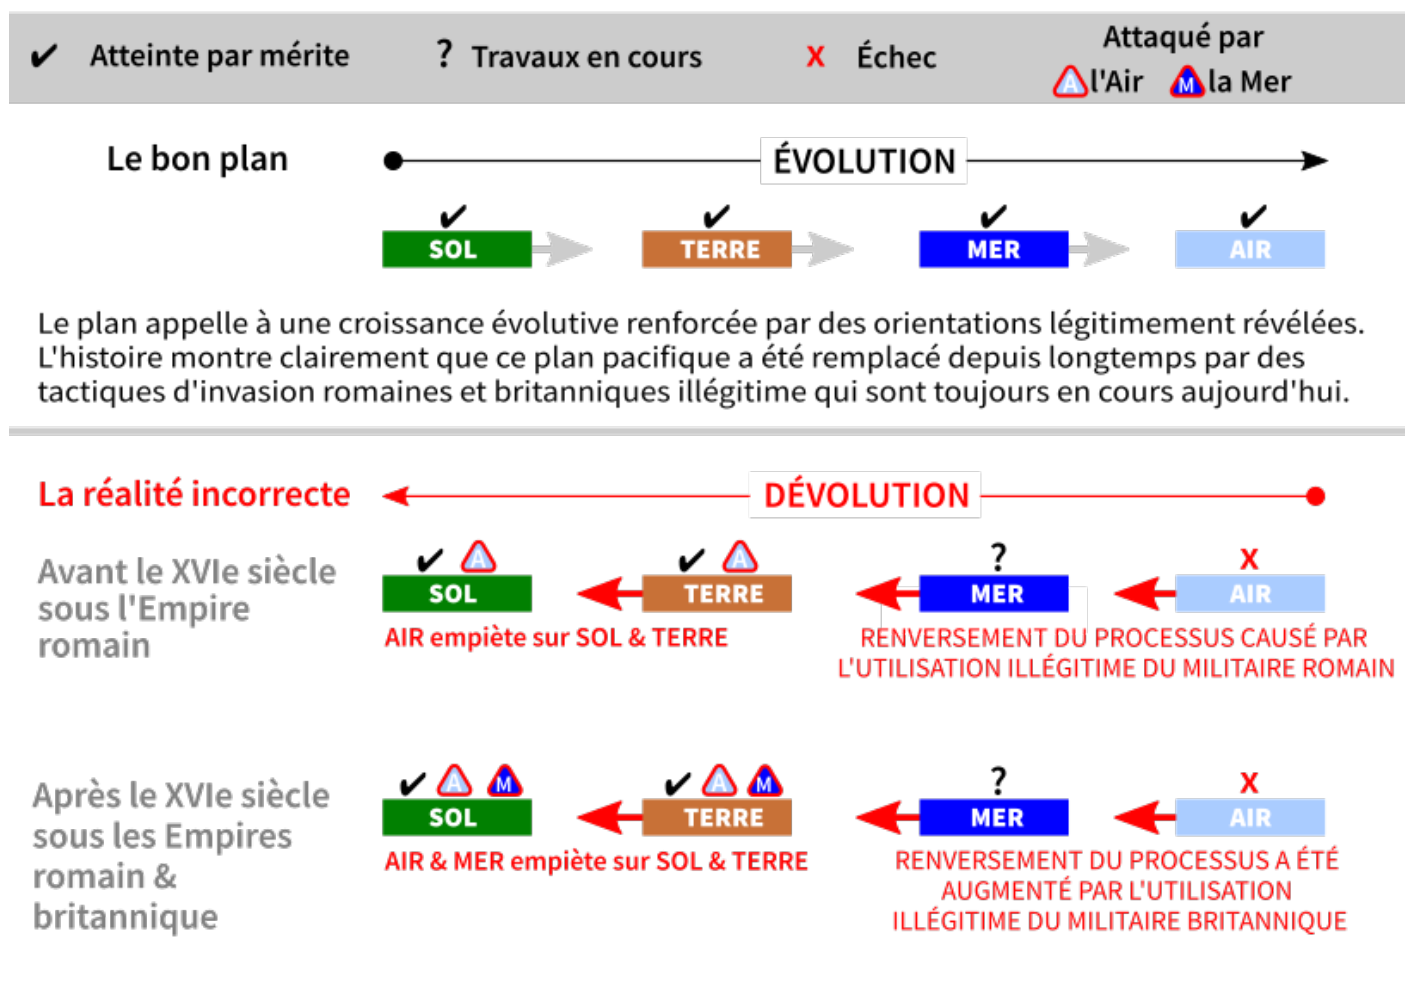 ✔ Atteinte par mérite ? Travaux en cours X Échec Attaqué par
A l'Air M la Mer
Le bon plan ÉVOLUTION
✔ ✔ ✔ ✔
SOL TERRE MER AIR
Le plan appelle à une croissance évolutive renforcée par des orientations légitimement révélées.
L'histoire montre clairement que ce plan pacifique a été remplacé depuis longtemps par des
tactiques d'invasion romaines et britanniques illégitime qui sont toujours en cours aujourd'hui.
La réalité incorrecte DÉVOLUTION
Avant le XVIe siècle
sous l'Empire
romain
✔ A ✔ A ? X
SOL TERRE MER AIR
AIR empiète sur SOL & TERRE
RENVERSEMENT DU PROCESSUS CAUSÉ PAR
L'UTILISATION ILLÉGITIME DU MILITAIRE ROMAIN
Après le XVIe siècle
sous les Empires
romain &
britannique
✔ A M ✔ A M ? X
SOL TERRE MER AIR
AIR & MER empiète sur SOL & TERRE
RENVERSEMENT DU PROCESSUS A ÉTÉ
AUGMENTÉ PAR L'UTILISATION
ILLÉGITIME DU MILITAIRE BRITANNIQUE